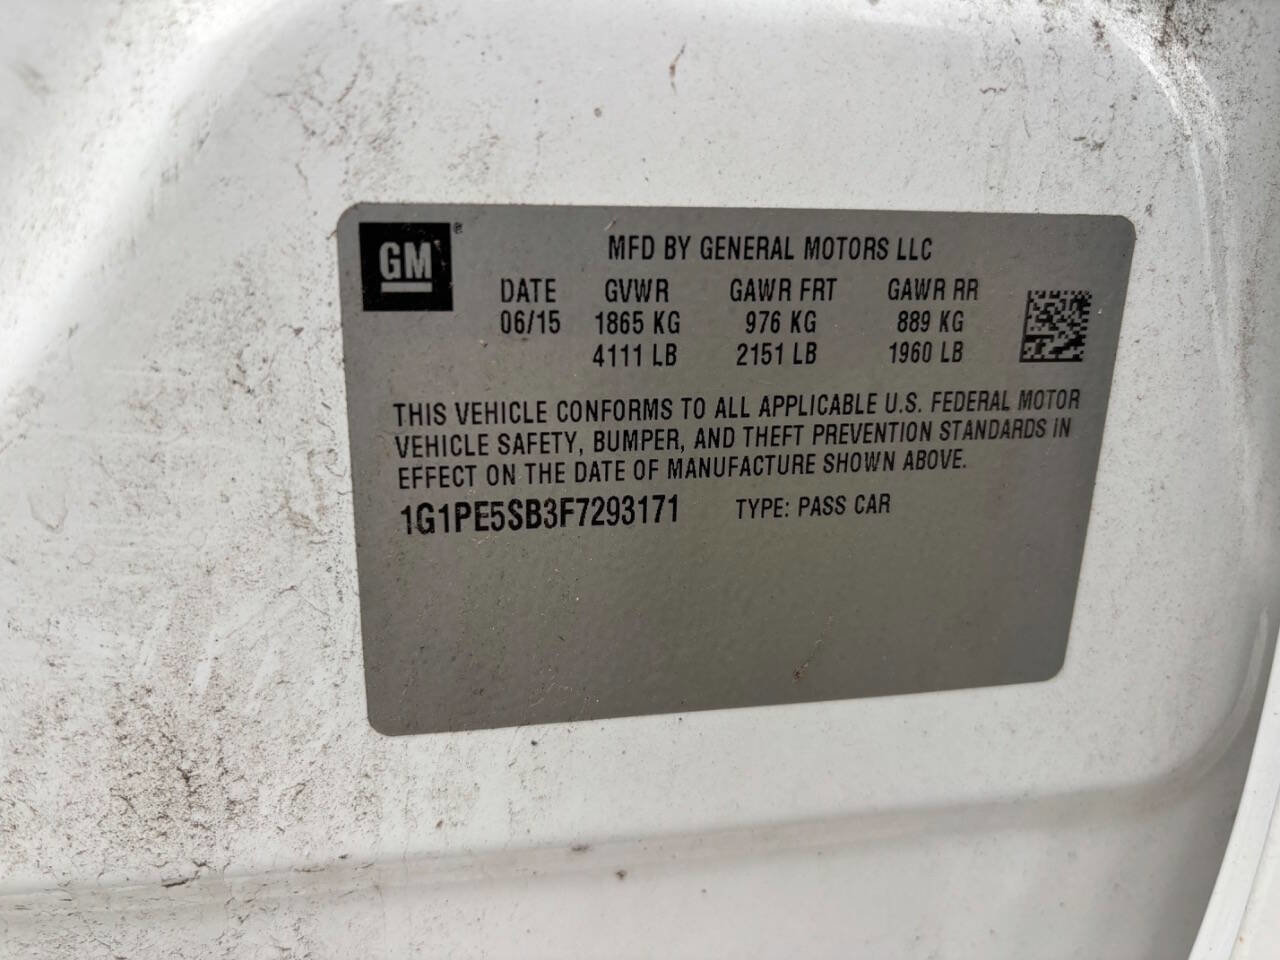 GM®
MFD BY GENERAL MOTORS LLC
DATE GVWR GAWR FRT GAWR RR
06/15 1865 KG 976 KG 889 KG
4111 LB 2151 LB 1960 LB
THIS VEHICLE CONFORMS TO ALL APPLICABLE U.S. FEDERAL MOTOR
VEHICLE SAFETY, BUMPER, AND THEFT PREVENTION STANDARDS IN
EFFECT ON THE DATE OF MANUFACTURE SHOWN ABOVE.
1G1PE5SB3F7293171 TYPE: PASS CAR